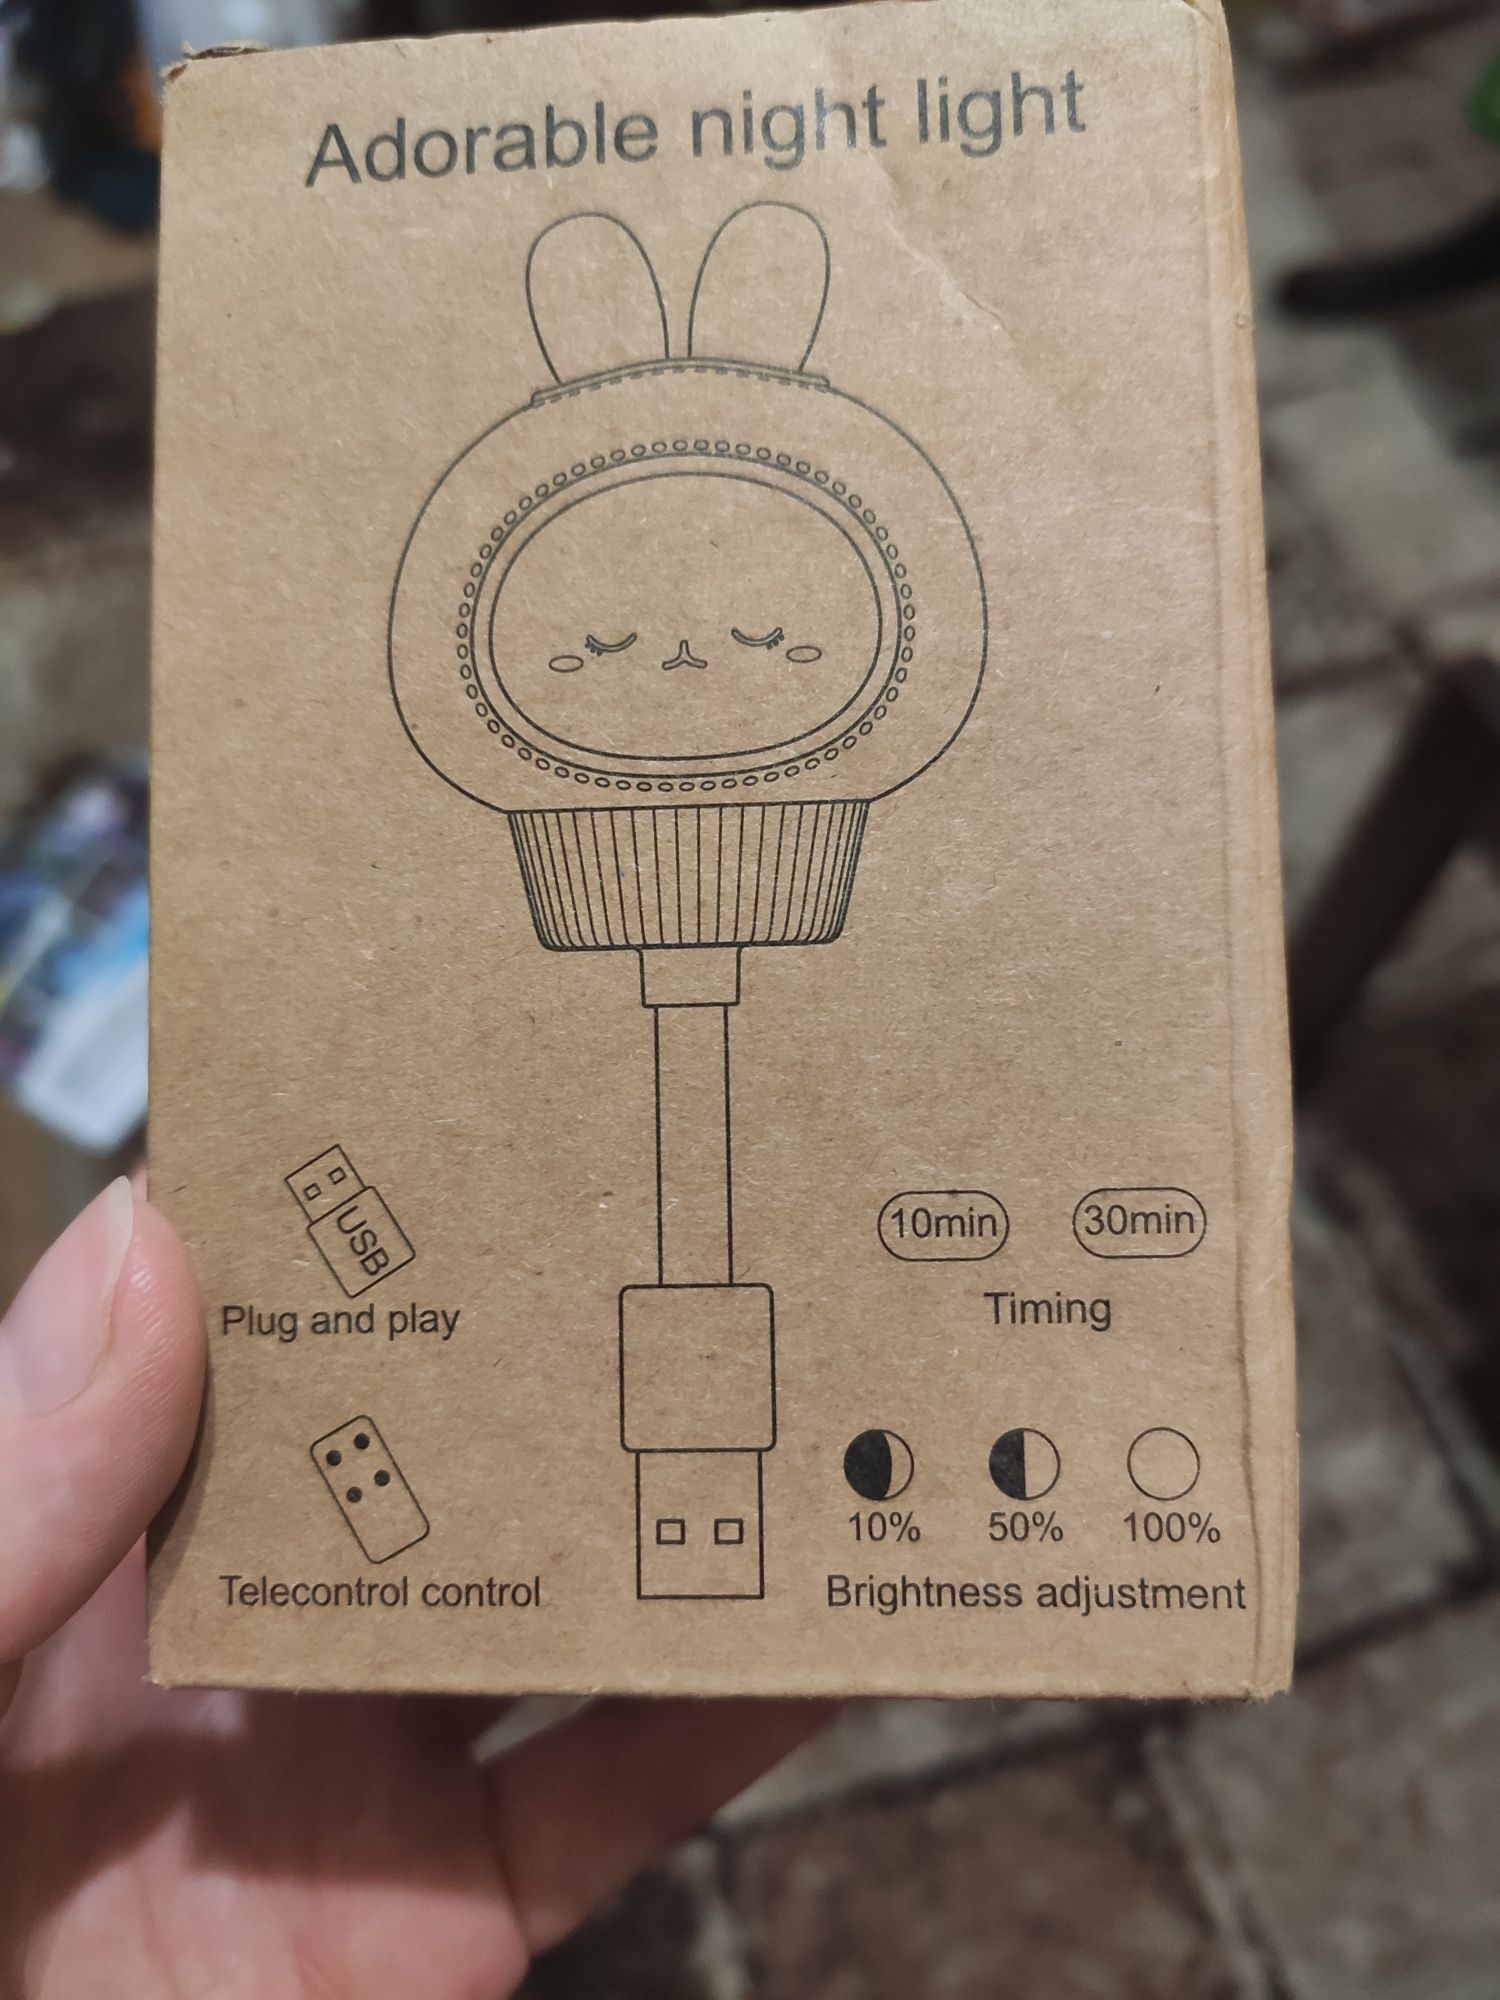 Adorable night light
USB
Plug and play
10min 30min
Timing
Telecontrol control
10% 50% 100%
Brightness adjustment